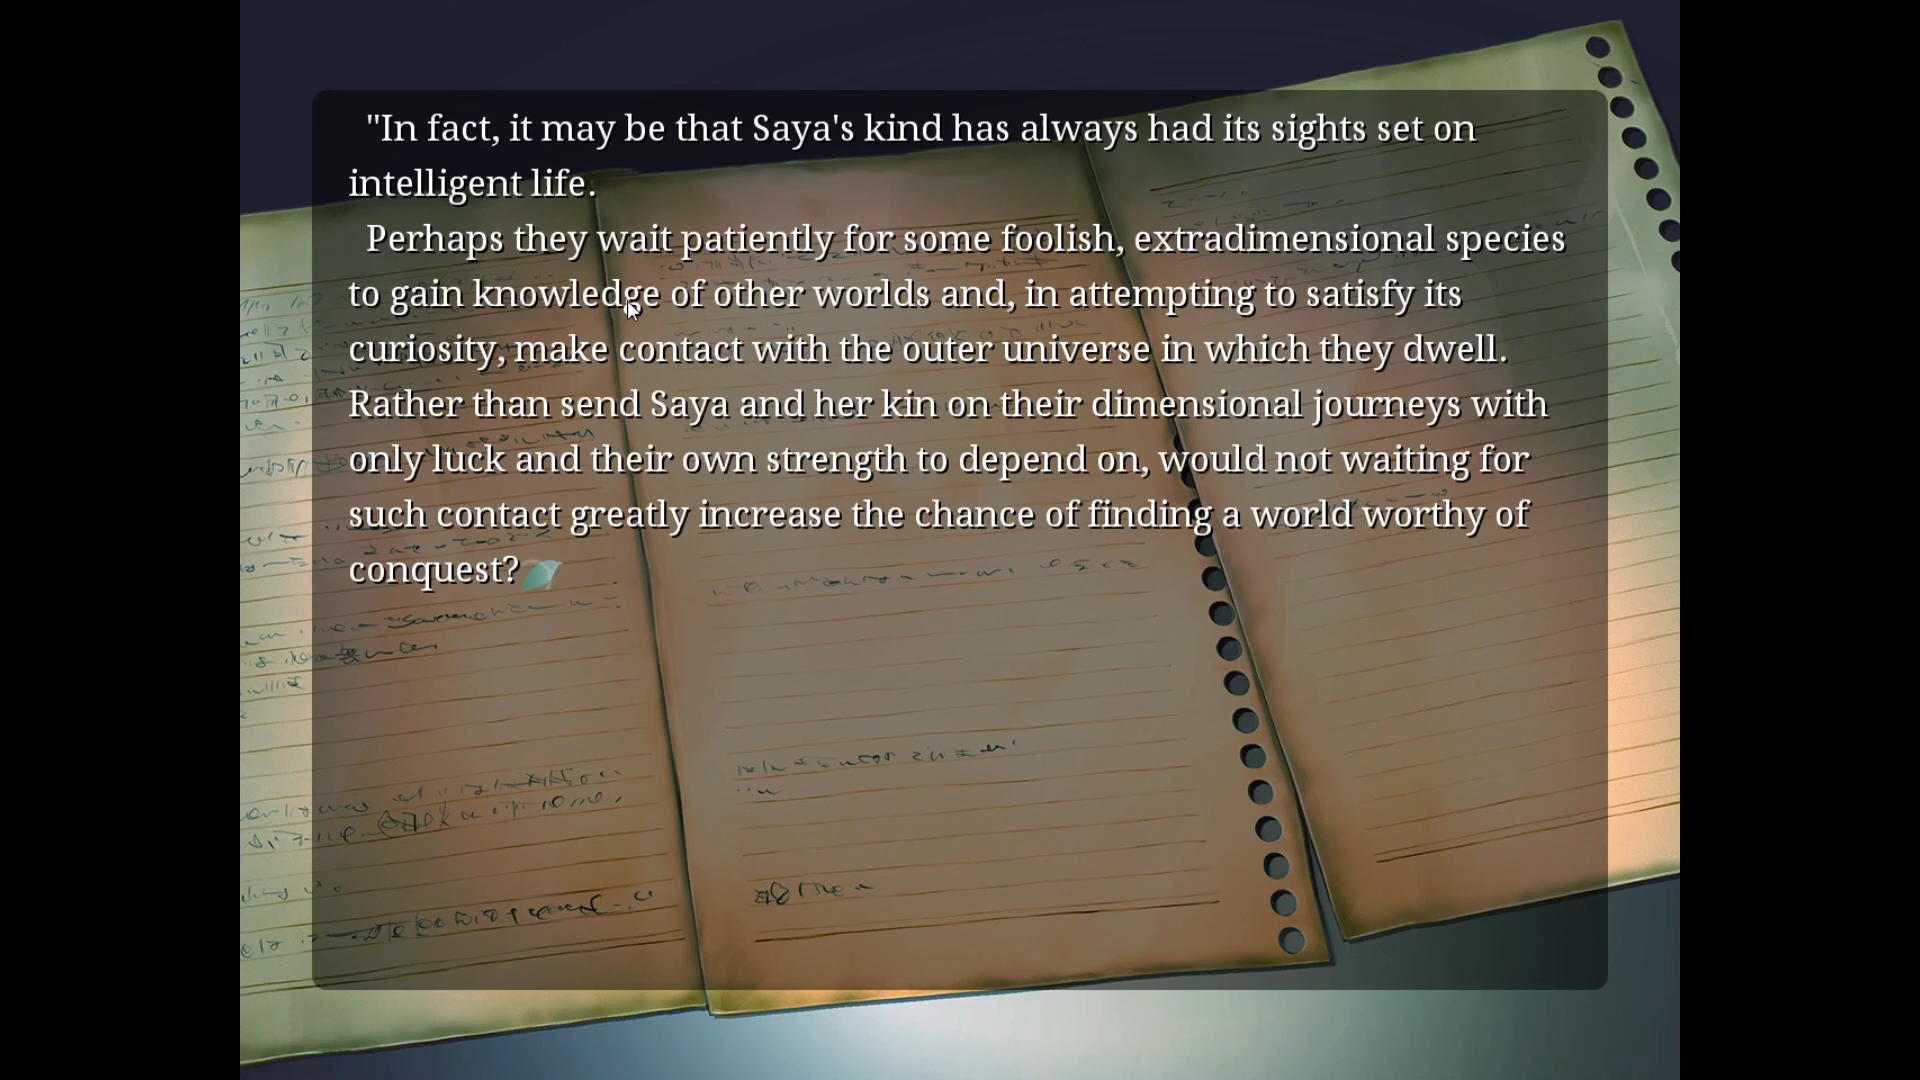 "In fact, it may be that Saya's kind has always had its sights set on
intelligent life.
Perhaps they wait patiently for some foolish, extradimensional species
to gain knowledge of other worlds and, in attempting to satisfy its
curiosity, make contact with the outer universe in which they dwell.
Rather than send Saya and her kin on their dimensional journeys with
only luck and their own strength to depend on, would not waiting for
such contact greatly increase the chance of finding a world worthy of
conquest?